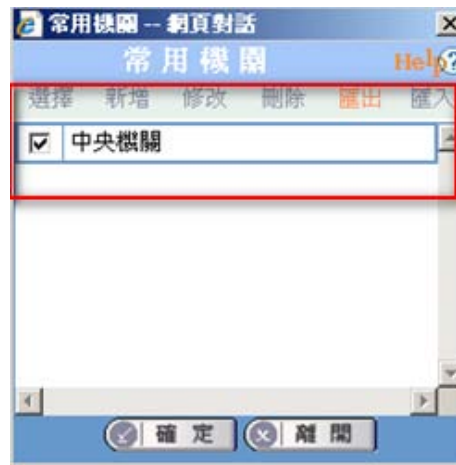 常用機關 -- 網頁對話
常用機關 Help?
選擇 新增 修改 刪除 匯出 匯入
中央機關
確定 離開